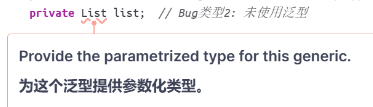 private List list;  // Bug类型2: 未使用泛型
Provide the parametrized type for this generic.
为这个泛型提供参数化类型。